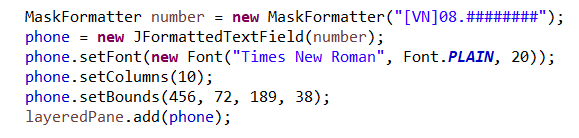 MaskFormatter number = new MaskFormatter("[VN]08.########");
phone = new JFormattedTextField(number);
phone.setFont(new Font("Times New Roman", Font.PLAIN, 20));
phone.setColumns(10);
phone.setBounds(456, 72, 189, 38);
layeredPane.add(phone);